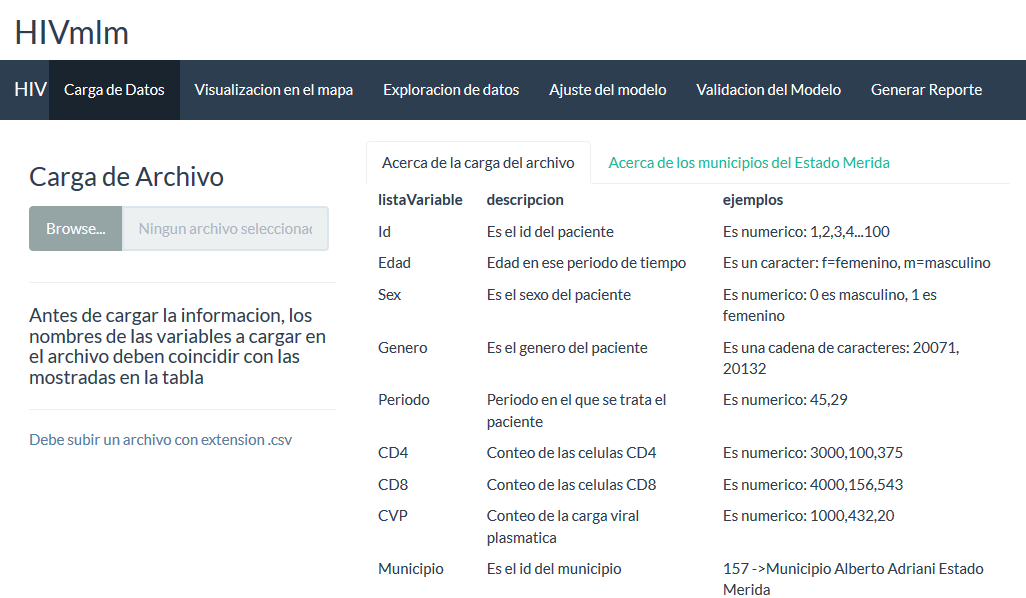 HIVmlm
HIV Carga de Datos Visualizacion en el mapa Exploracion de datos Ajuste del modelo Validacion del Modelo Generar Reporte
Carga de Archivo
Browse... Ningun archivo seleccionac
Antes de cargar la informacion, los
nombres de las variables a cargar en
el archivo deben coincidir con las
mostradas en la tabla
Debe subir un archivo con extension .csv
Acerca de la carga del archivo Acerca de los municipios del Estado Merida
listaVariable descripcion ejemplos
Id Es el id del paciente Es numerico: 1,2,3,4...100
Edad Edad en ese periodo de tiempo Es un caracter: f=femenino, m=masculino
Sex Es el sexo del paciente Es numerico: 0 es masculino, 1 es
femenino
Genero Es el genero del paciente Es una cadena de caracteres: 20071,
20132
Periodo Periodo en el que se trata el Es numerico: 45,29
paciente
CD4 Conteo de las celulas CD4 Es numerico: 3000,100,375
CD8 Conteo de las celulas CD8 Es numerico: 4000,156,543
CVP Conteo de la carga viral Es numerico: 1000,432,20
plasmatica
Municipio Es el id del municipio 157 ->Municipio Alberto Adriani Estado
Merida